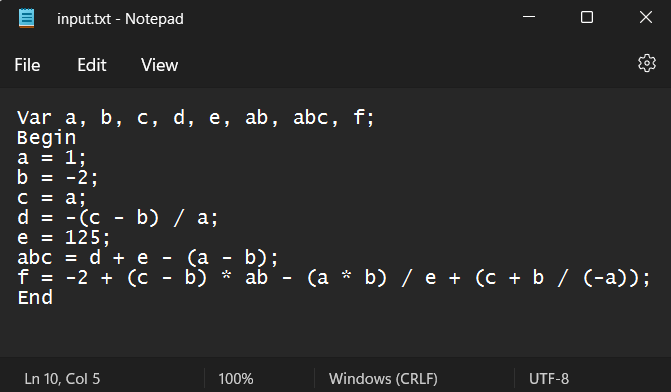 input.txt - Notepad
File Edit View
Var a, b, c, d, e, ab, abc, f;
Begin
a = 1;
b = -2;
c = a;
d = -(c - b) / a;
e = 125;
abc = d + e - (a - b);
f = -2 + (c - b) * ab - (a * b) / e + (c + b / (-a));
End
Ln 10, Col 5 100% Windows (CRLF) UTF-8